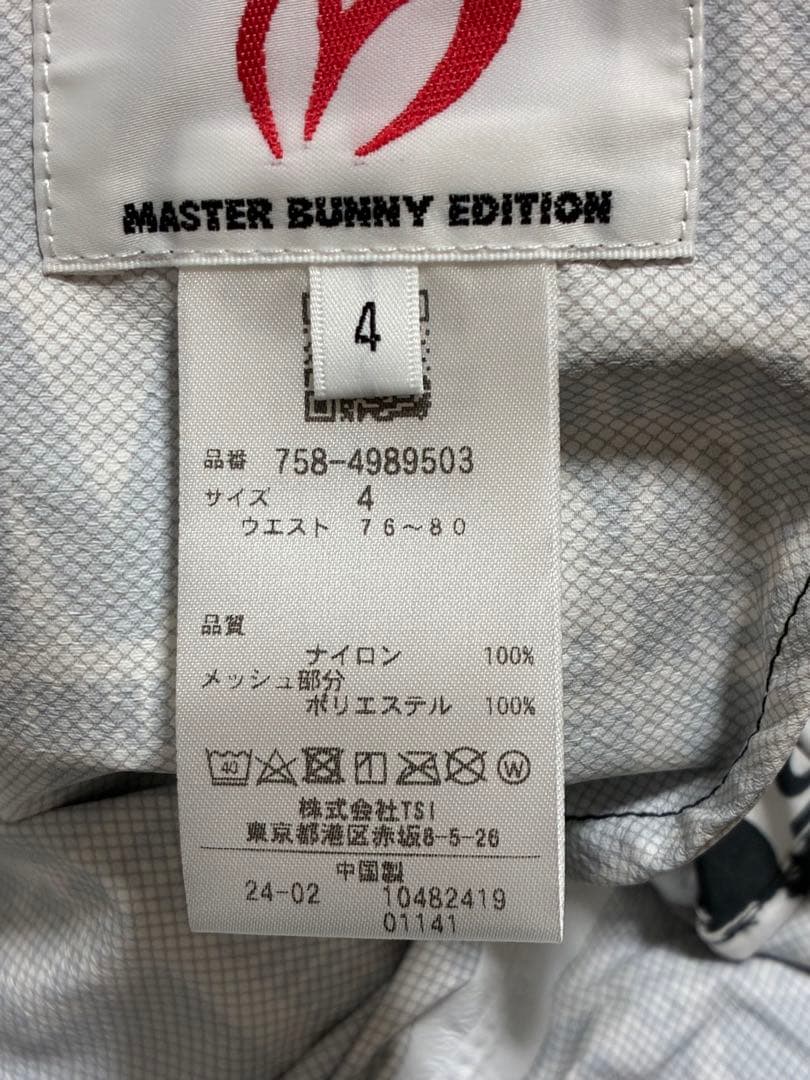 MASTER BUNNY EDITION
4
品番 758-4989503
サイズ 4
ウエスト 76～80
品質
ナイロン 100%
メッシュ部分
ポリエステル 100%
40 W
株式会社TSI
東京都港区赤坂8-5-26
中国製
24-02 10482419
01141